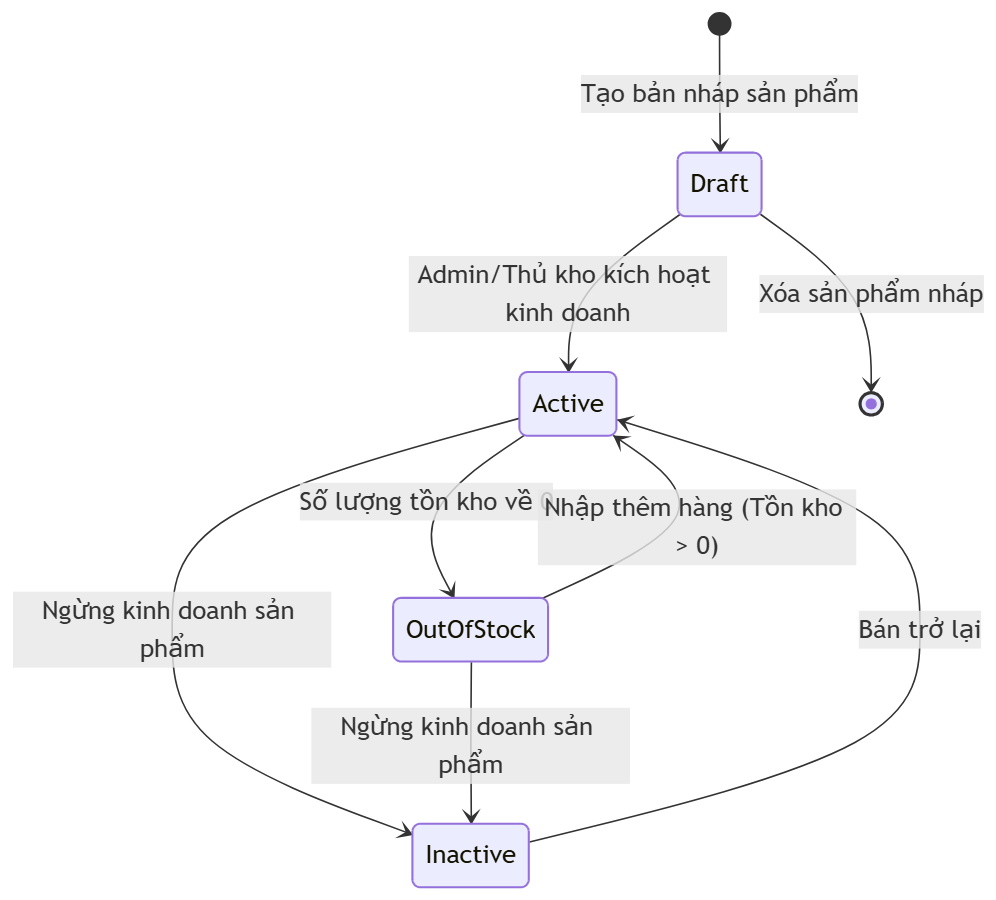 Tạo bản nháp sản phẩm
Draft
Admin/Thủ kho kích hoạt
kinh doanh
Xóa sản phẩm nháp
Active
Số lượng tồn kho về 0
Nhập thêm hàng (Tồn kho
> 0)
Ngừng kinh doanh sản
phẩm
OutOfStock
Bán trở lại
Ngừng kinh doanh sản
phẩm
Inactive